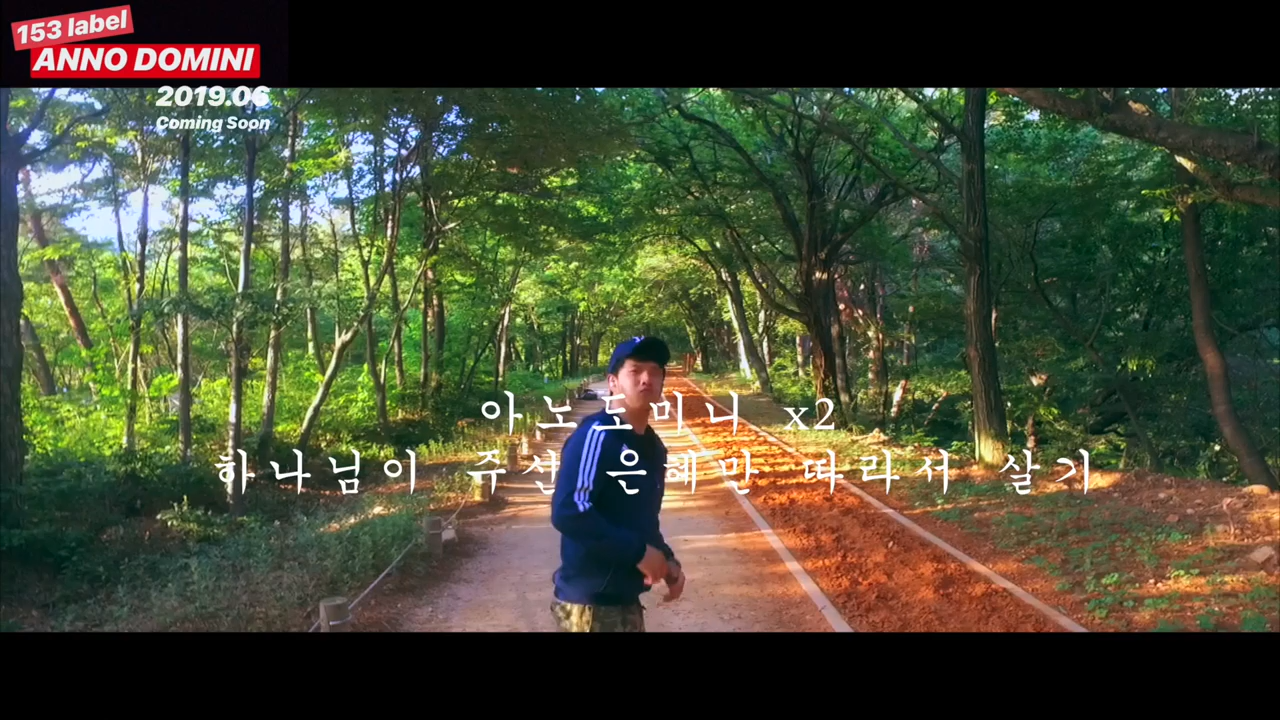 153 label
ANNO DOMINI
2019.06
Coming Soon
아노도미니 x2
하나님이 쥬신 은혜만 따라서 살기